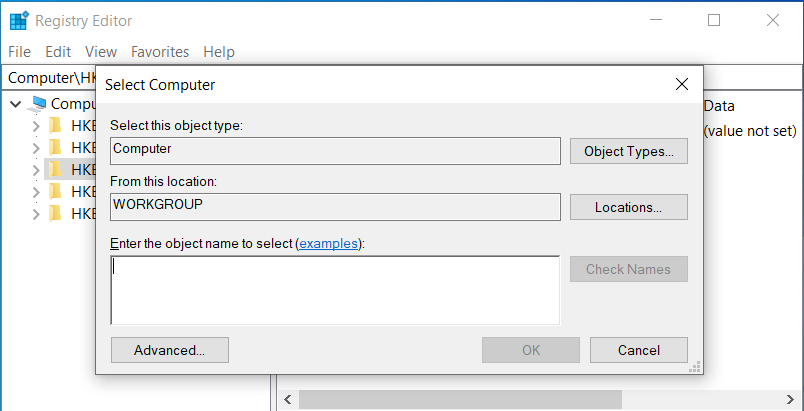 Registry Editor
File Edit View Favorites Help
Computer\HK
Select Computer
Compu
Data
Select this object type:
HKE
(value not set)
Computer
Object Types...
HKE
HKE
From this location:
HKE
WORKGROUP
Locations...
HKE
Enter the object name to select (examples):
Check Names
Advanced...
OK
Cancel